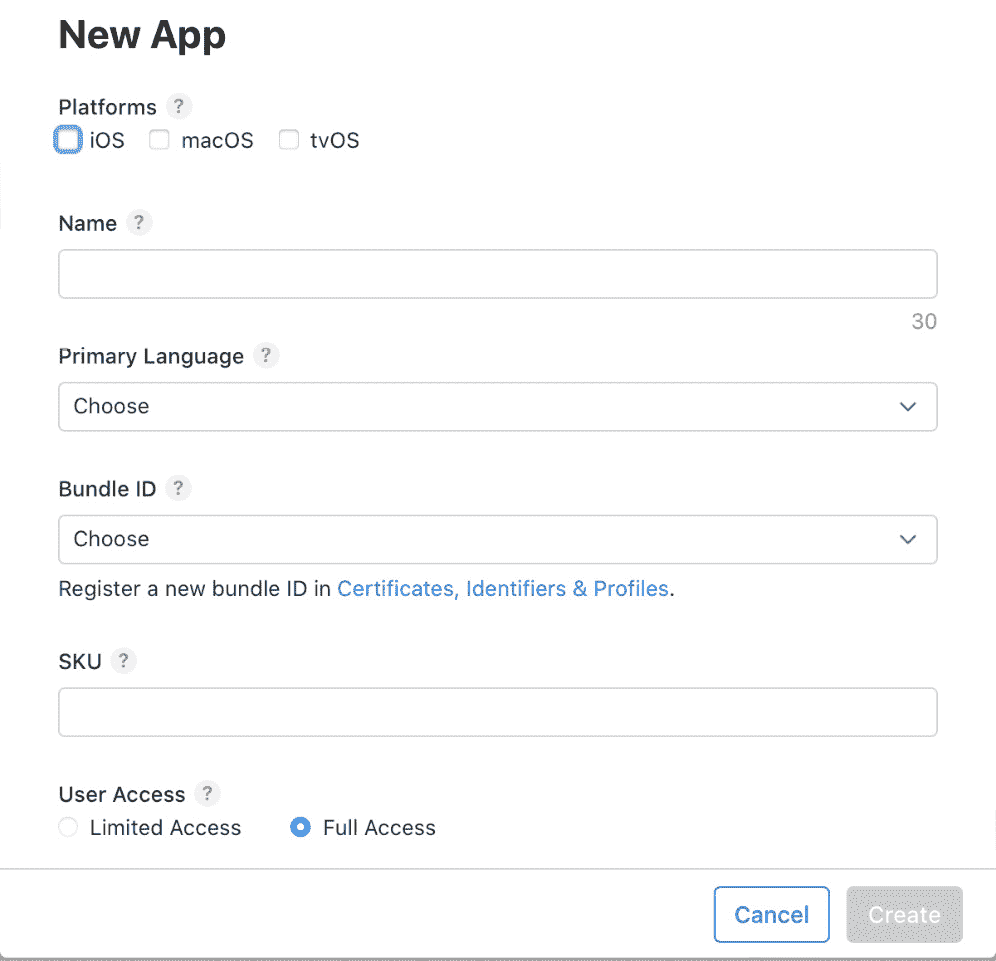 New App
Platforms ?
iOS macOS tvOS
Name ?
30
Primary Language ?
Choose
Bundle ID ?
Choose
Register a new bundle ID in Certificates, Identifiers & Profiles.
SKU ?
User Access ?
Limited Access Full Access
Cancel Create